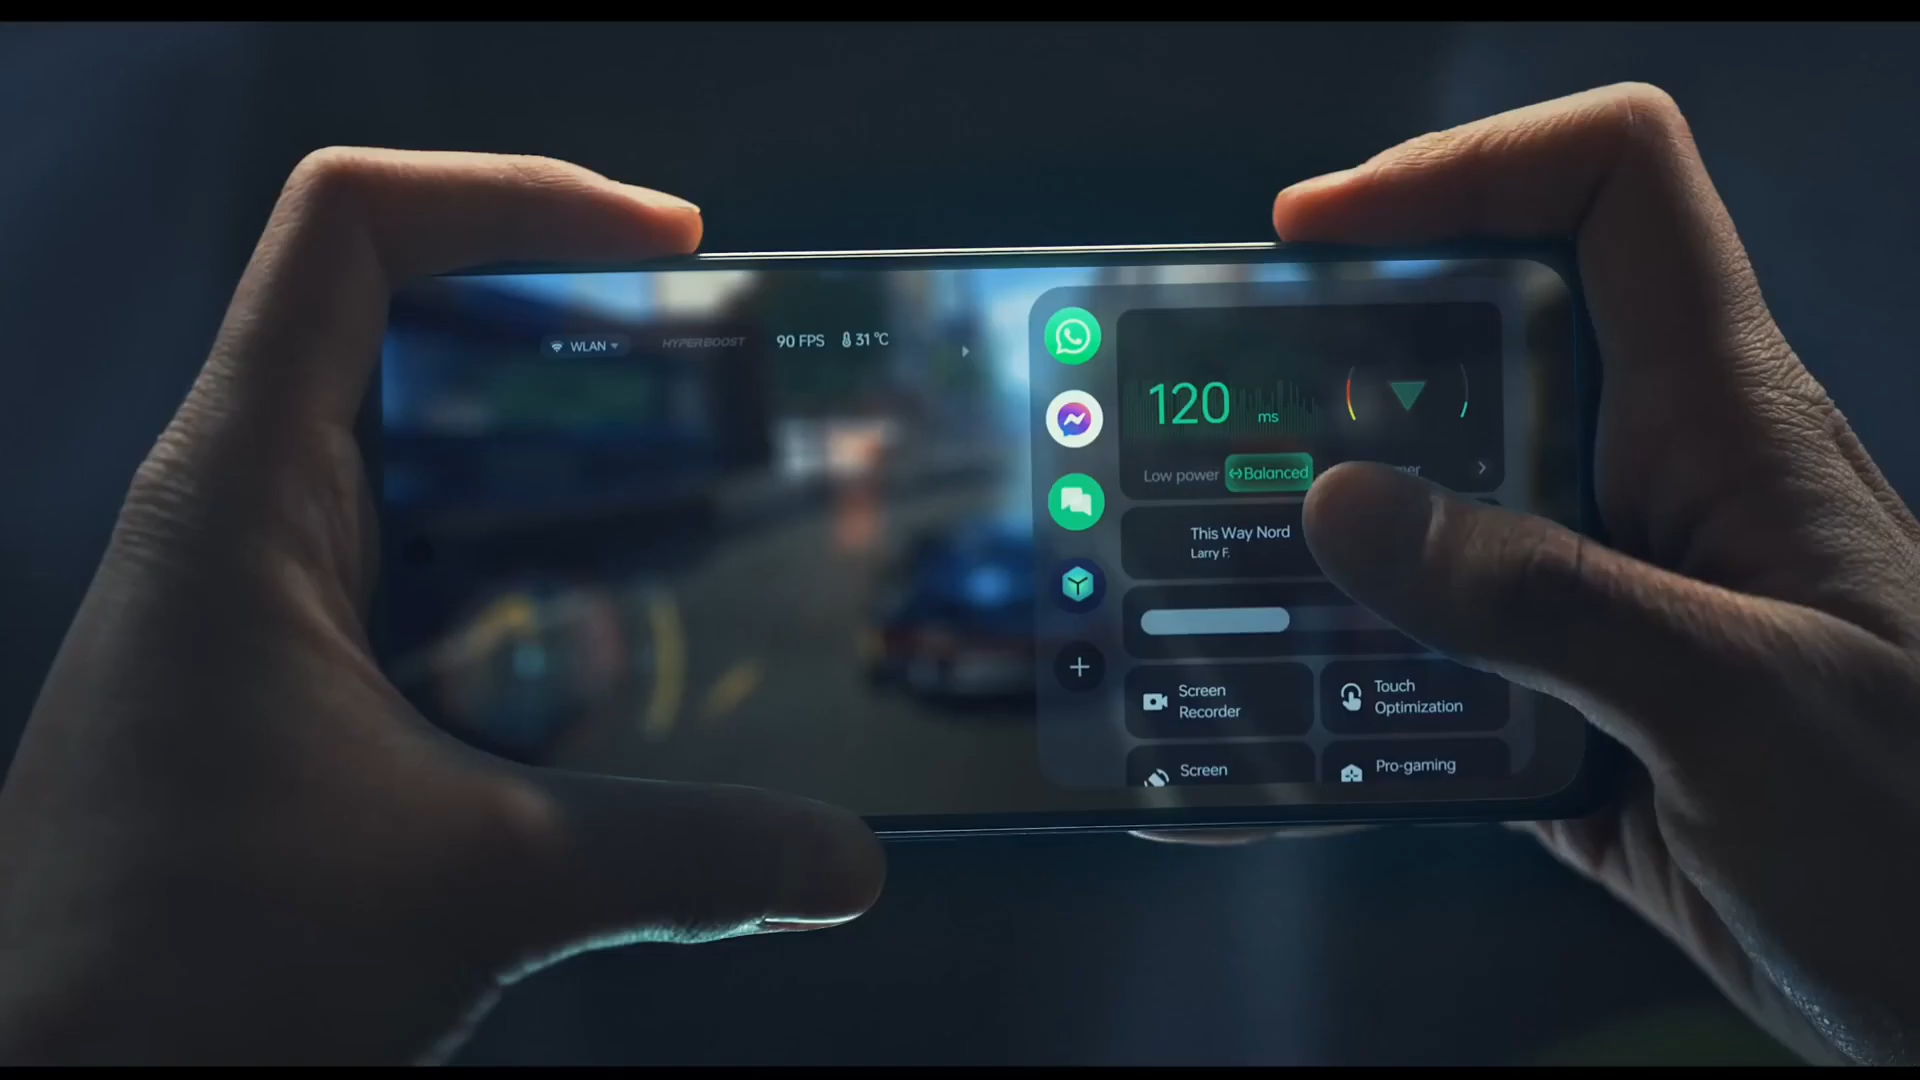 WLAN
HYPERBOOST
90 FPS
31 °C
120 ms
Low power
Balanced
This Way Nord
Larry F.
Screen
Recorder
Touch
Optimization
Screen
Pro-gaming